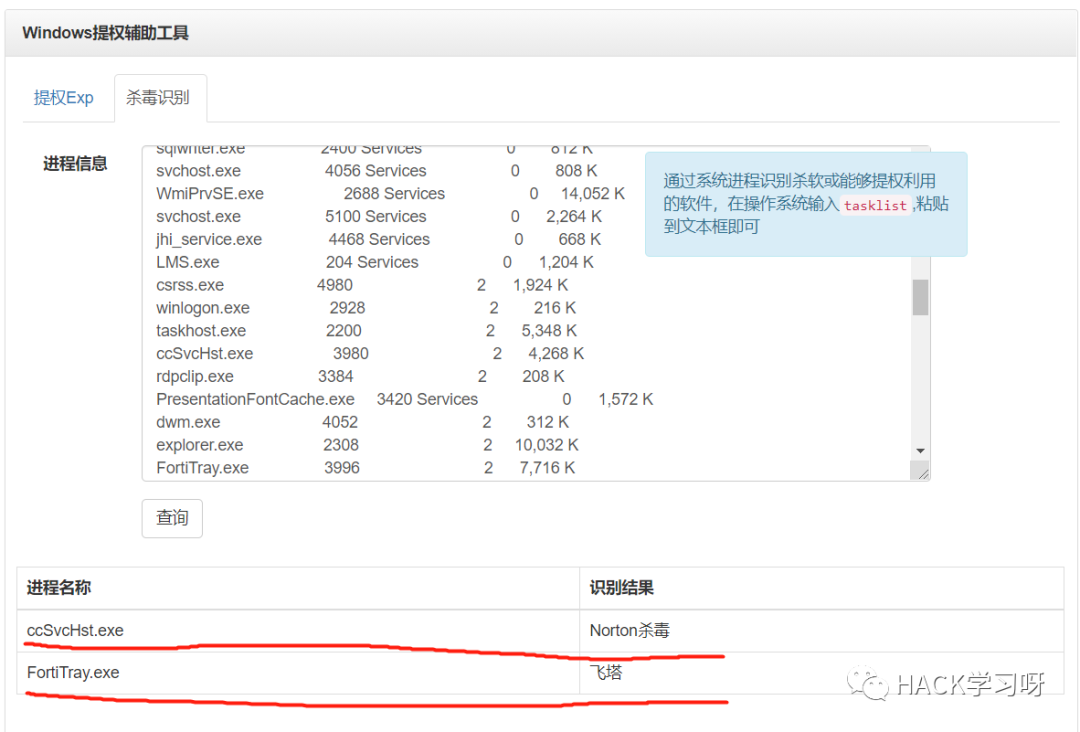 Windows提权辅助工具
提权Exp 杀毒识别
进程信息
sqlwriter.exe 2400 Services 0 812 K
svchost.exe 4056 Services 0 808 K
WmiPrvSE.exe 2688 Services 0 14,052 K
svchost.exe 5100 Services 0 2,264 K
jhi_service.exe 4468 Services 0 668 K
LMS.exe 204 Services 0 1,204 K
csrss.exe 4980 2 1,924 K
winlogon.exe 2928 2 216 K
taskhost.exe 2200 2 5,348 K
ccSvcHst.exe 3980 2 4,268 K
rdpclip.exe 3384 2 208 K
PresentationFontCache.exe 3420 Services 0 1,572 K
dwm.exe 4052 2 312 K
explorer.exe 2308 2 10,032 K
FortiTray.exe 3996 2 7,716 K
通过系统进程识别杀软或能够提权利用
的软件，在操作系统输入 tasklist ,粘贴
到文本框即可
查询
进程名称 识别结果
ccSvcHst.exe Norton杀毒
FortiTray.exe 飞塔
HACK学习呀